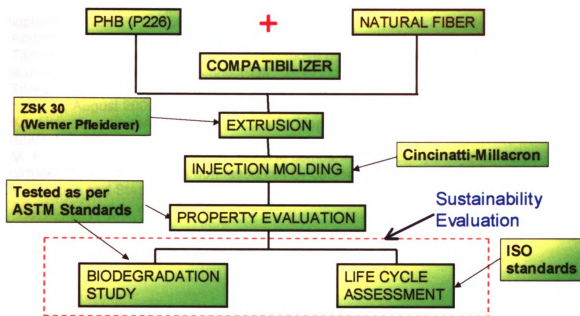 PHB (P226)
+
NATURAL FIBER
COMPATIBILIZER
ZSK 30
(Werner Pfleiderer)
EXTRUSION
INJECTION MOLDING
Cincinatti-Millacron
Tested as per
ASTM Standards
PROPERTY EVALUATION
Sustainability
Evaluation
BIODEGRADATION
STUDY
LIFE CYCLE
ASSESSMENT
ISO
standards